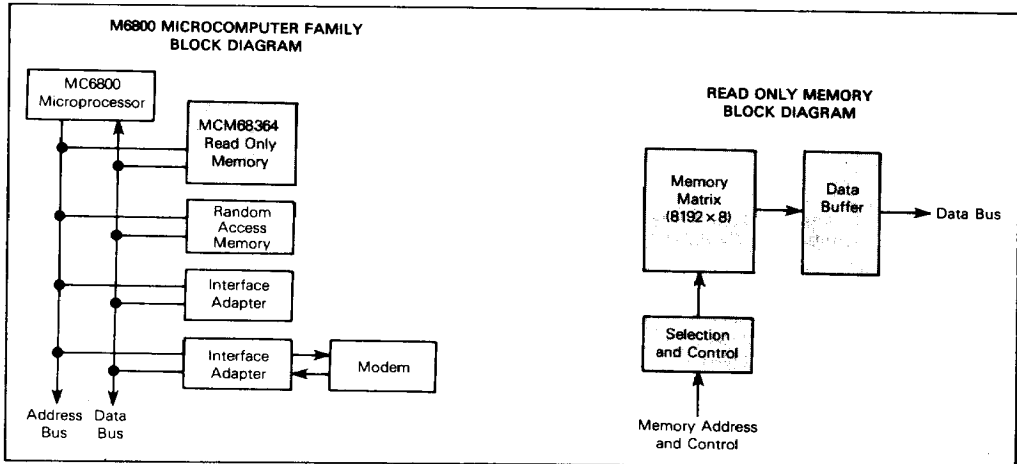 M6800 MICROCOMPUTER FAMILY
BLOCK DIAGRAM
MC6800
Microprocessor
MCM68364
Read Only
Memory
Random
Access
Memory
Interface
Adapter
Interface
Adapter
Modem
Address
Bus
Data
Bus
READ ONLY MEMORY
BLOCK DIAGRAM
Memory
Matrix
(8192 × 8)
Data
Buffer
Data Bus
Selection
and Control
Memory Address
and Control